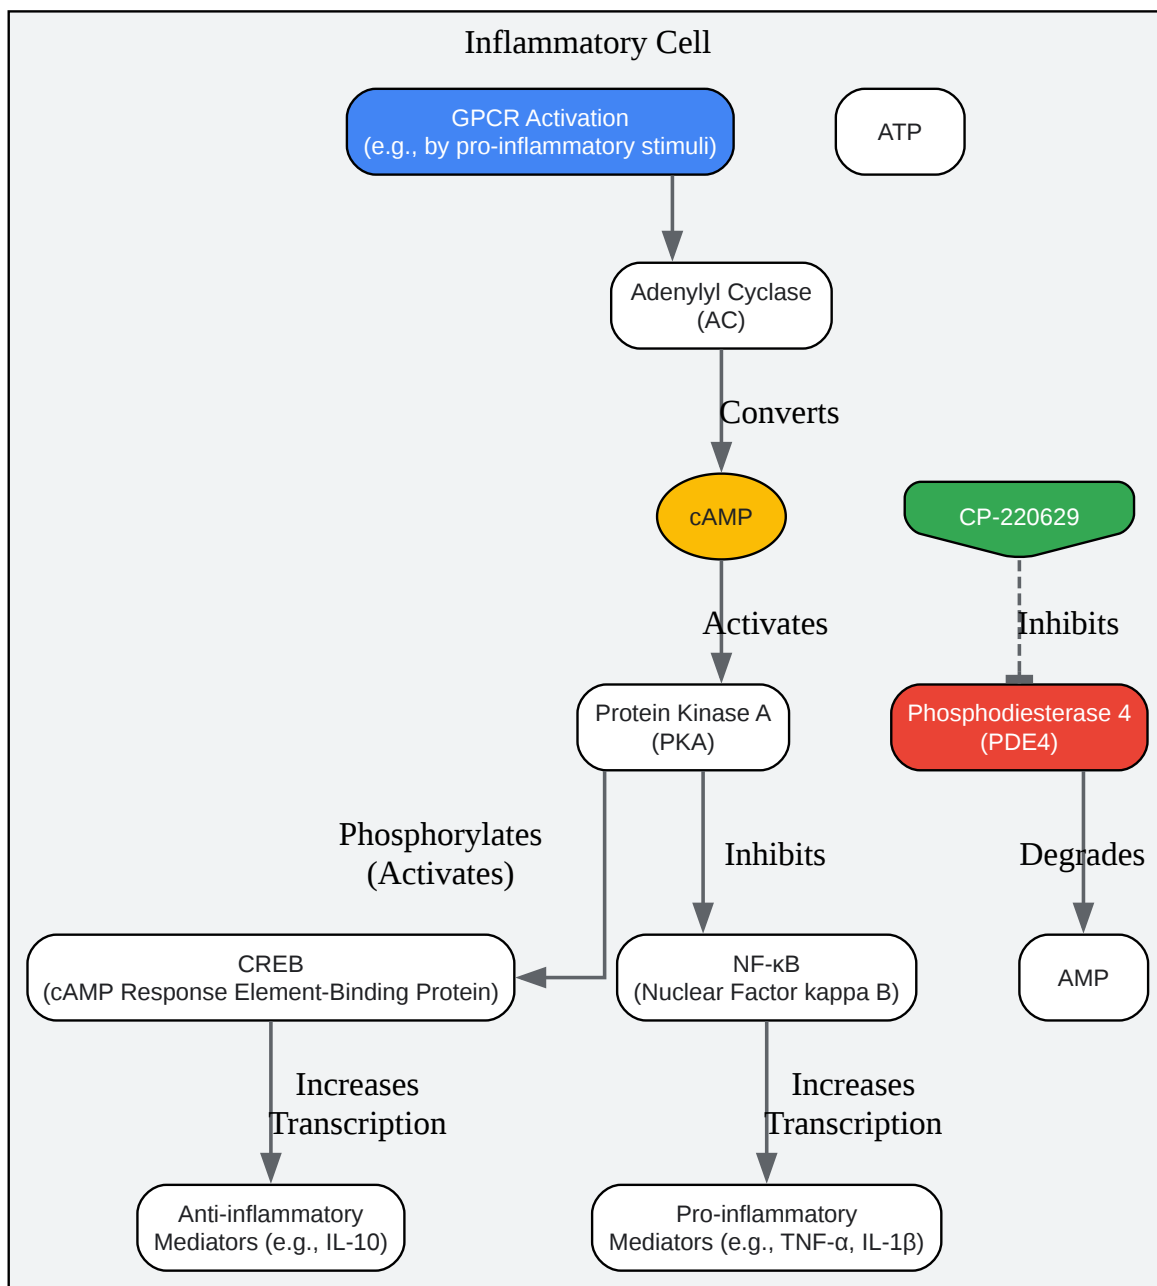 Inflammatory Cell
GPCR Activation
(e.g., by pro-inflammatory stimuli)
ATP
Adenylyl Cyclase
(AC)
Converts
cAMP
CP-220629
Activates
Inhibits
Protein Kinase A
(PKA)
Phosphodiesterase 4
(PDE4)
Phosphorylates
(Activates)
Inhibits
Degrades
CREB
(cAMP Response Element-Binding Protein)
NF-κB
(Nuclear Factor kappa B)
AMP
Increases
Transcription
Increases
Transcription
Anti-inflammatory
Mediators (e.g., IL-10)
Pro-inflammatory
Mediators (e.g., TNF-α, IL-1β)